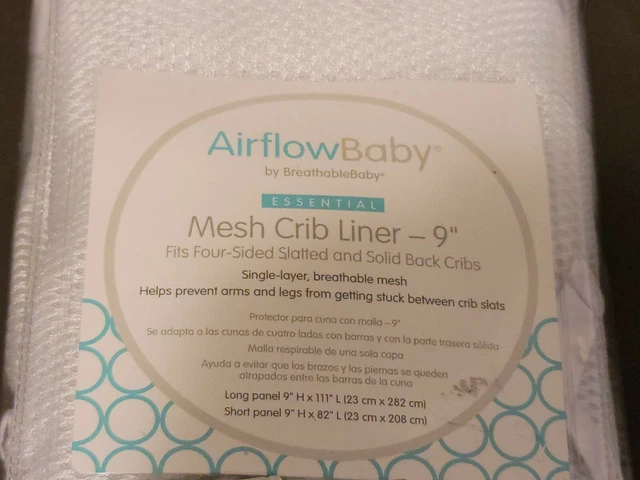 AirflowBaby®
by BreathableBaby®
ESSENTIAL
Mesh Crib Liner – 9"
Fits Four-Sided Slatted and Solid Back Cribs
Single-layer, breathable mesh
Helps prevent arms and legs from getting stuck between crib slats
Protector para cuna con malla – 9"
Se adapta a las cunas de cuatro lados con barras y con la parte trasera sólida
Malla respirable de una sola capa
Ayuda a evitar que los brazos y las piernas se queden
atrapados entre las barras de la cuna
Long panel 9" H x 111" L (23 cm x 282 cm)
Short panel 9" H x 82" L (23 cm x 208 cm)